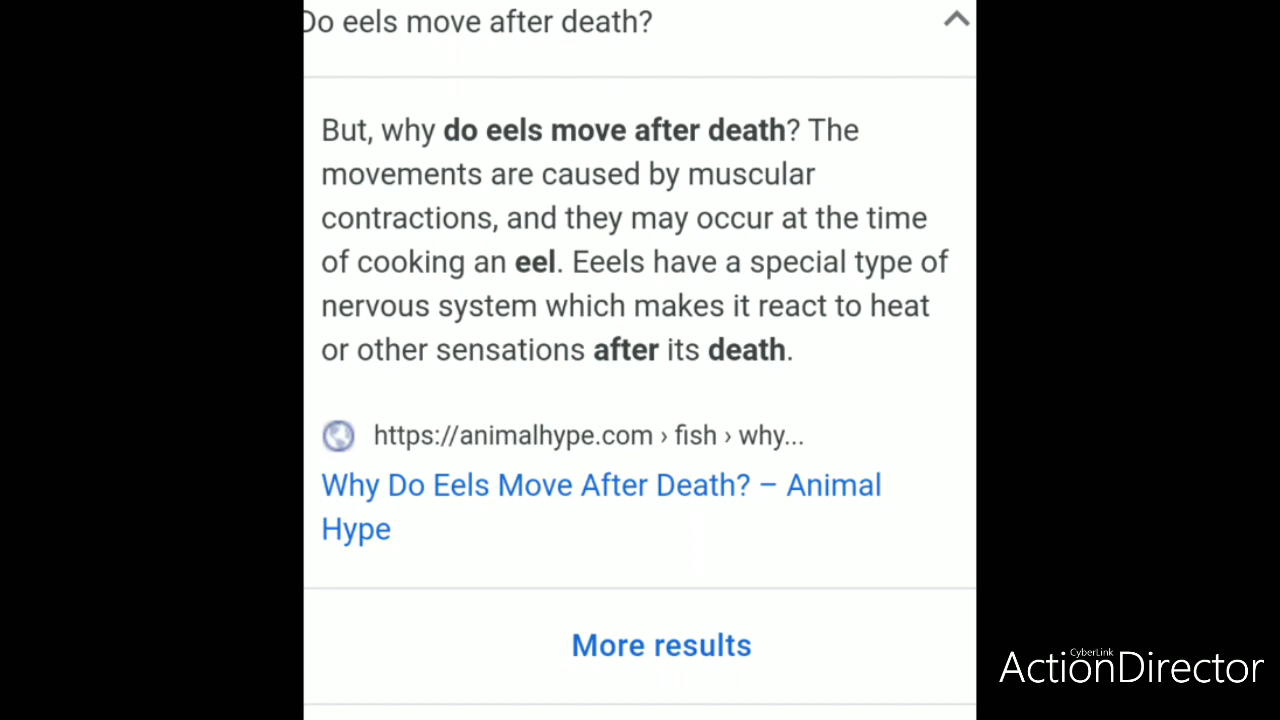 Do eels move after death?
But, why do eels move after death? The
movements are caused by muscular
contractions, and they may occur at the time
of cooking an eel. Eeels have a special type of
nervous system which makes it react to heat
or other sensations after its death.
https://animalhype.com › fish › why...
Why Do Eels Move After Death? – Animal
Hype
More results
CyberLink
ActionDirector